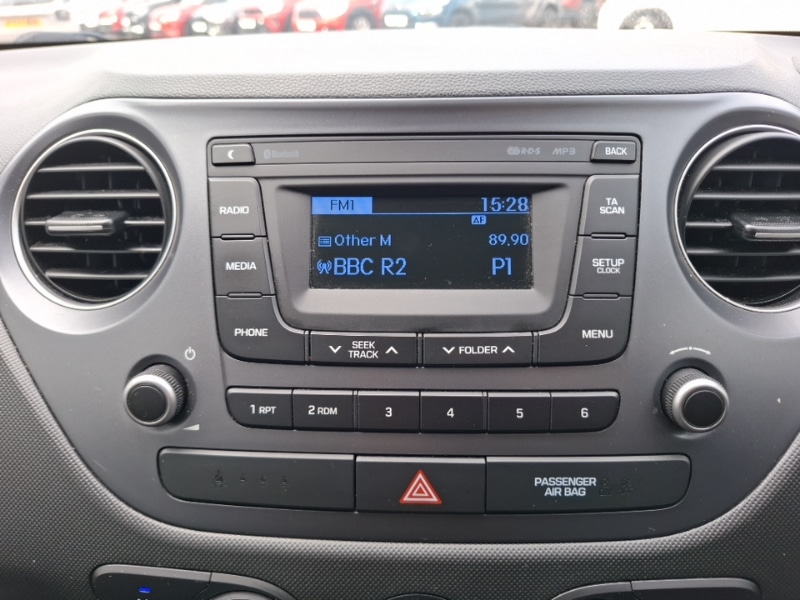 Bluetooth
R·D·S MP3
BACK
RADIO
FM1 15:28
TA SCAN
AF
Other M 89.90
MEDIA
BBC R2 P1
SETUP
CLOCK
PHONE
SEEK
TRACK
FOLDER
MENU
1 RPT
2 RDM
3
4
5
6
PASSENGER
AIR BAG